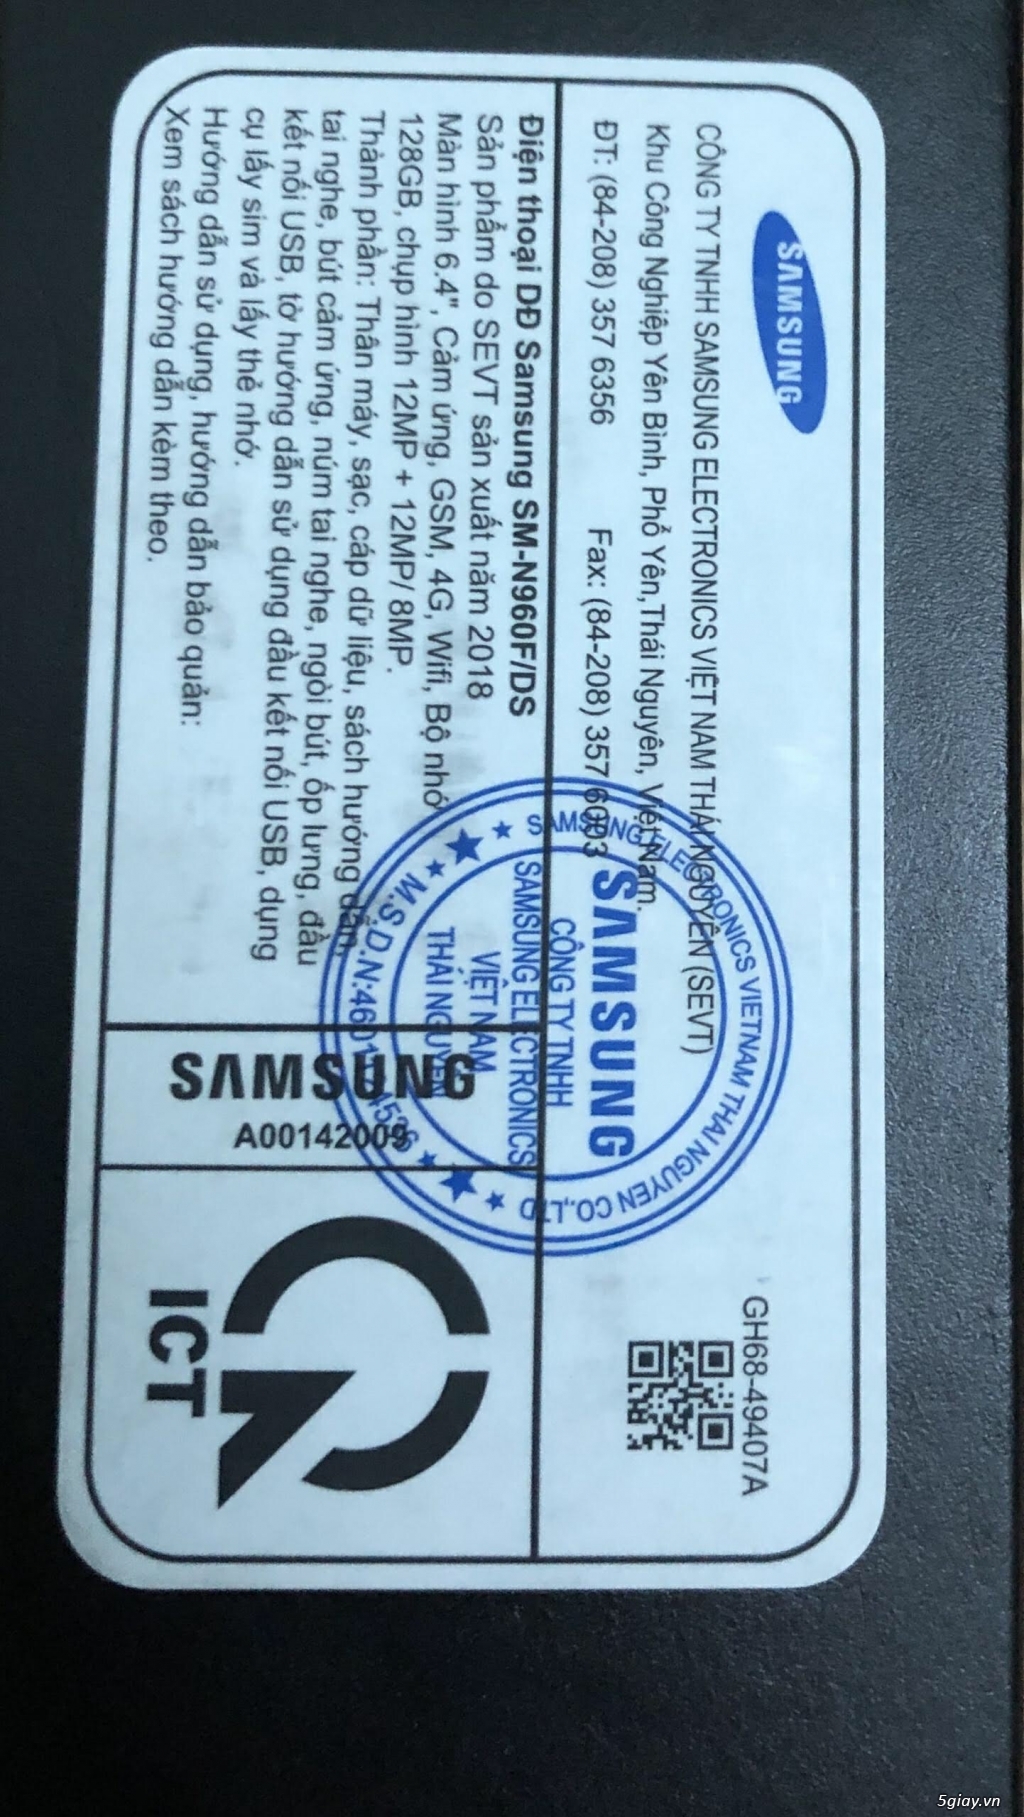 SAMSUNG
CÔNG TY TNHH SAMSUNG ELECTRONICS VIỆT NAM THÁI NGUYÊN (SEVT)
Khu Công Nghiệp Yên Bình, Phổ Yên,Thái Nguyên, Việt Nam.
ĐT: (84-208) 357 6356 Fax: (84-208) 357 6003
GH68-49407A
Điện thoại DĐ Samsung SM-N960F/DS
Sản phẩm do SEVT sản xuất năm 2018
Màn hình 6.4", Cảm ứng, GSM, 4G, Wifi, Bộ nhớ
128GB, chụp hình 12MP + 12MP/ 8MP.
Thành phần: Thân máy, sạc, cáp dữ liệu, sách hướng dẫn,
tai nghe, bút cảm ứng, núm tai nghe, ngòi bút, ốp lưng, đầu
kết nối USB, tờ hướng dẫn sử dụng đầu kết nối USB, dụng
cụ lấy sim và lấy thẻ nhớ.
Hướng dẫn sử dụng, hướng dẫn bảo quản:
Xem sách hướng dẫn kèm theo.
SAMSUNG ELECTRONICS VIETNAM THAI NGUYEN CO.,LTD
SAMSUNG
CÔNG TY TNHH
SAMSUNG ELECTRONICS
VIỆT NAM
THÁI NGUYÊN
M.S.D.N:
SAMSUNG
A00142009
ICT
5giay.vn